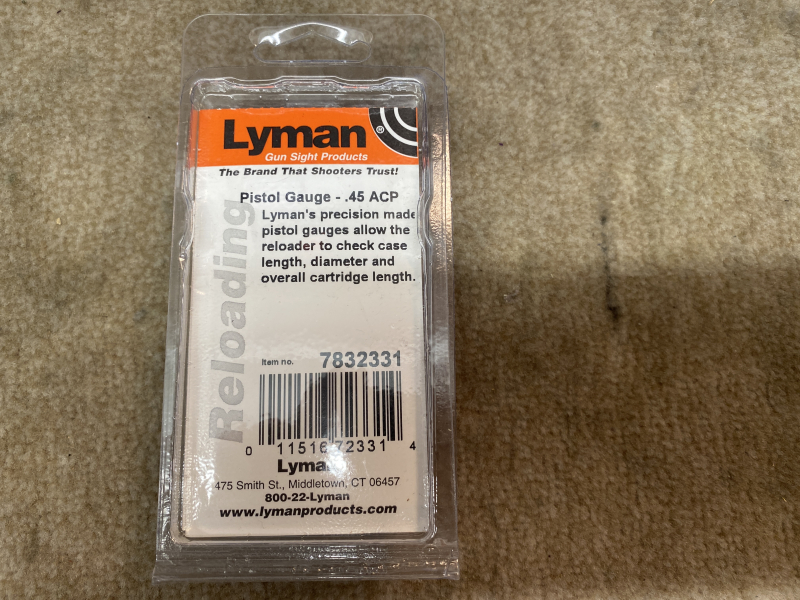 Lyman®
Gun Sight Products
The Brand That Shooters Trust!
Pistol Gauge - .45 ACP
Reloading
Lyman's precision made
pistol gauges allow the
reloader to check case
length, diameter and
overall cartridge length.
Item no. 7832331
0 11516 72331 4
Lyman
475 Smith St., Middletown, CT 06457
800-22-Lyman
www.lymanproducts.com